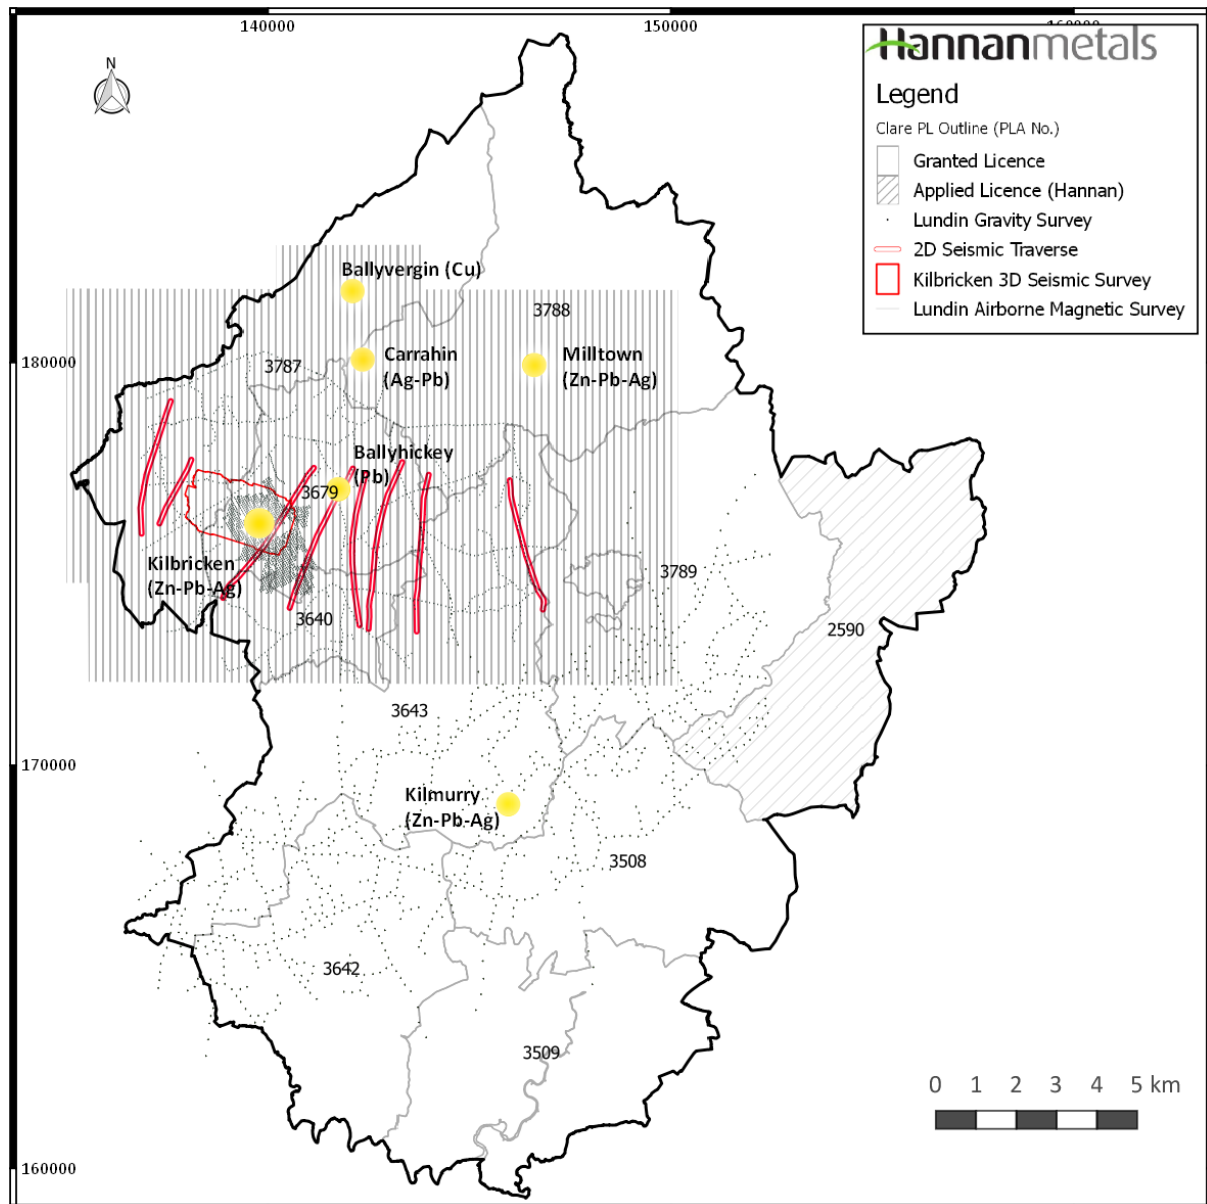 140000
150000
160000
Hannanmetals
N
Legend
Clare PL Outline (PLA No.)
Granted Licence
Applied Licence (Hannan)
Lundin Gravity Survey
2D Seismic Traverse
Kilbricken 3D Seismic Survey
Lundin Airborne Magnetic Survey
Ballyvergin (Cu)
3788
180000
3787
Carrahin
(Ag-Pb)
Milltown
(Zn-Pb-Ag)
Ballyhickey
(Pb)
3679
Kilbricken
(Zn-Pb-Ag)
3789
3640
2590
3643
170000
Kilmurry
(Zn-Pb-Ag)
3508
3642
3509
0 1 2 3 4 5 km
160000